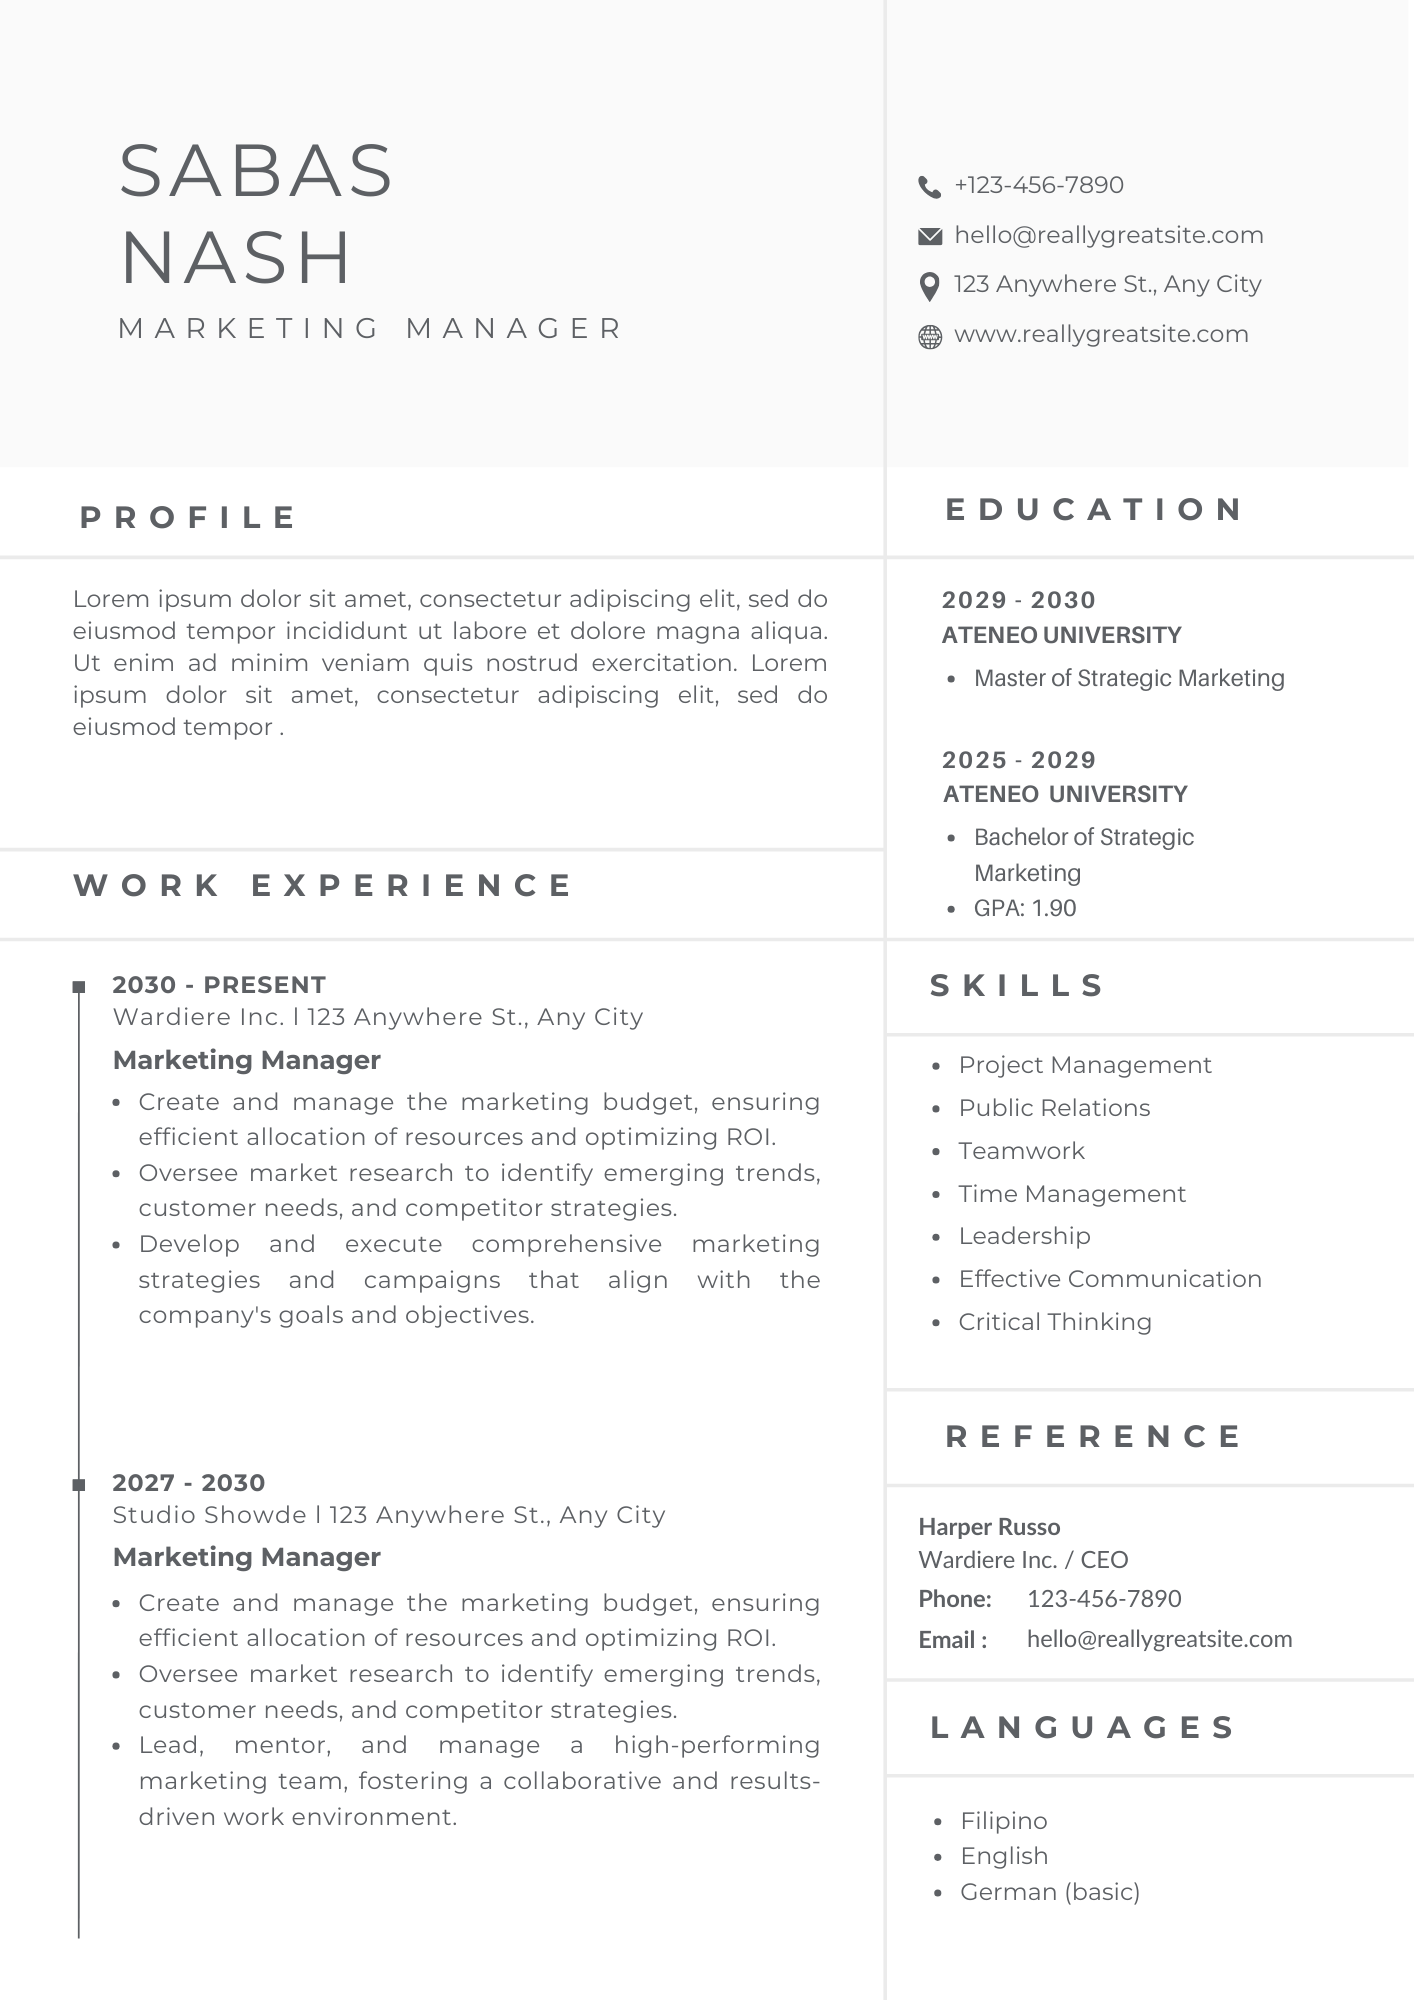 SABAS
NASH
MARKETING MANAGER
+123-456-7890
hello@reallygreatsite.com
123 Anywhere St., Any City
www.reallygreatsite.com
PROFILE
Lorem ipsum dolor sit amet, consectetur adipiscing elit, sed do
eiusmod tempor incididunt ut labore et dolore magna aliqua.
Ut enim ad minim veniam quis nostrud exercitation. Lorem
ipsum dolor sit amet, consectetur adipiscing elit, sed do
eiusmod tempor .
WORK EXPERIENCE
2030 - PRESENT
Wardiere Inc. l 123 Anywhere St., Any City
Marketing Manager
• Create and manage the marketing budget, ensuring
efficient allocation of resources and optimizing ROI.
• Oversee market research to identify emerging trends,
customer needs, and competitor strategies.
• Develop and execute comprehensive marketing
strategies and campaigns that align with the
company's goals and objectives.
2027 - 2030
Studio Showde l 123 Anywhere St., Any City
Marketing Manager
• Create and manage the marketing budget, ensuring
efficient allocation of resources and optimizing ROI.
• Oversee market research to identify emerging trends,
customer needs, and competitor strategies.
• Lead, mentor, and manage a high-performing
marketing team, fostering a collaborative and results-
driven work environment.
EDUCATION
2029 - 2030
ATENEO UNIVERSITY
• Master of Strategic Marketing
2025 - 2029
ATENEO UNIVERSITY
• Bachelor of Strategic
Marketing
• GPA: 1.90
SKILLS
• Project Management
• Public Relations
• Teamwork
• Time Management
• Leadership
• Effective Communication
• Critical Thinking
REFERENCE
Harper Russo
Wardiere Inc. / CEO
Phone: 123-456-7890
Email : hello@reallygreatsite.com
LANGUAGES
• Filipino
• English
• German (basic)